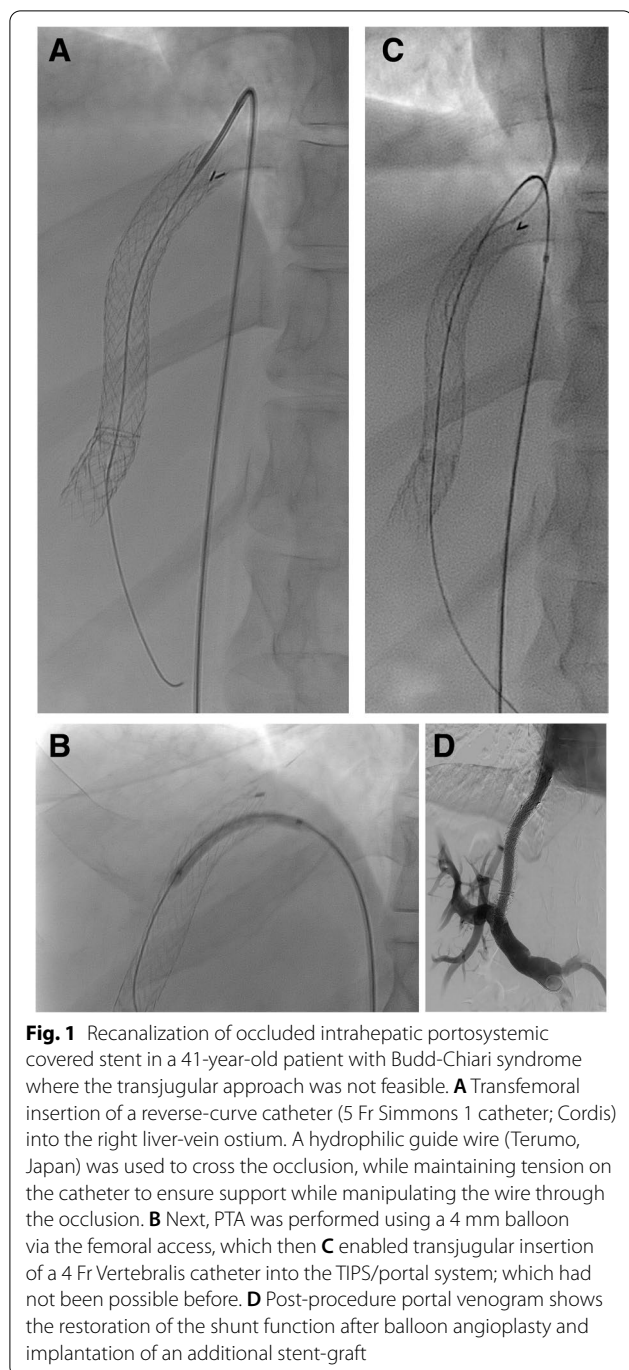 A
C
B
D
Fig. 1 Recanalization of occluded intrahepatic portosystemic
covered stent in a 41-year-old patient with Budd-Chiari syndrome
where the transjugular approach was not feasible. A Transfemoral
insertion of a reverse-curve catheter (5 Fr Simmons 1 catheter; Cordis)
into the right liver-vein ostium. A hydrophilic guide wire (Terumo,
Japan) was used to cross the occlusion, while maintaining tension on
the catheter to ensure support while manipulating the wire through
the occlusion. B Next, PTA was performed using a 4 mm balloon
via the femoral access, which then C enabled transjugular insertion
of a 4 Fr Vertebralis catheter into the TIPS/portal system; which had
not been possible before. D Post-procedure portal venogram shows
the restoration of the shunt function after balloon angioplasty and
implantation of an additional stent-graft